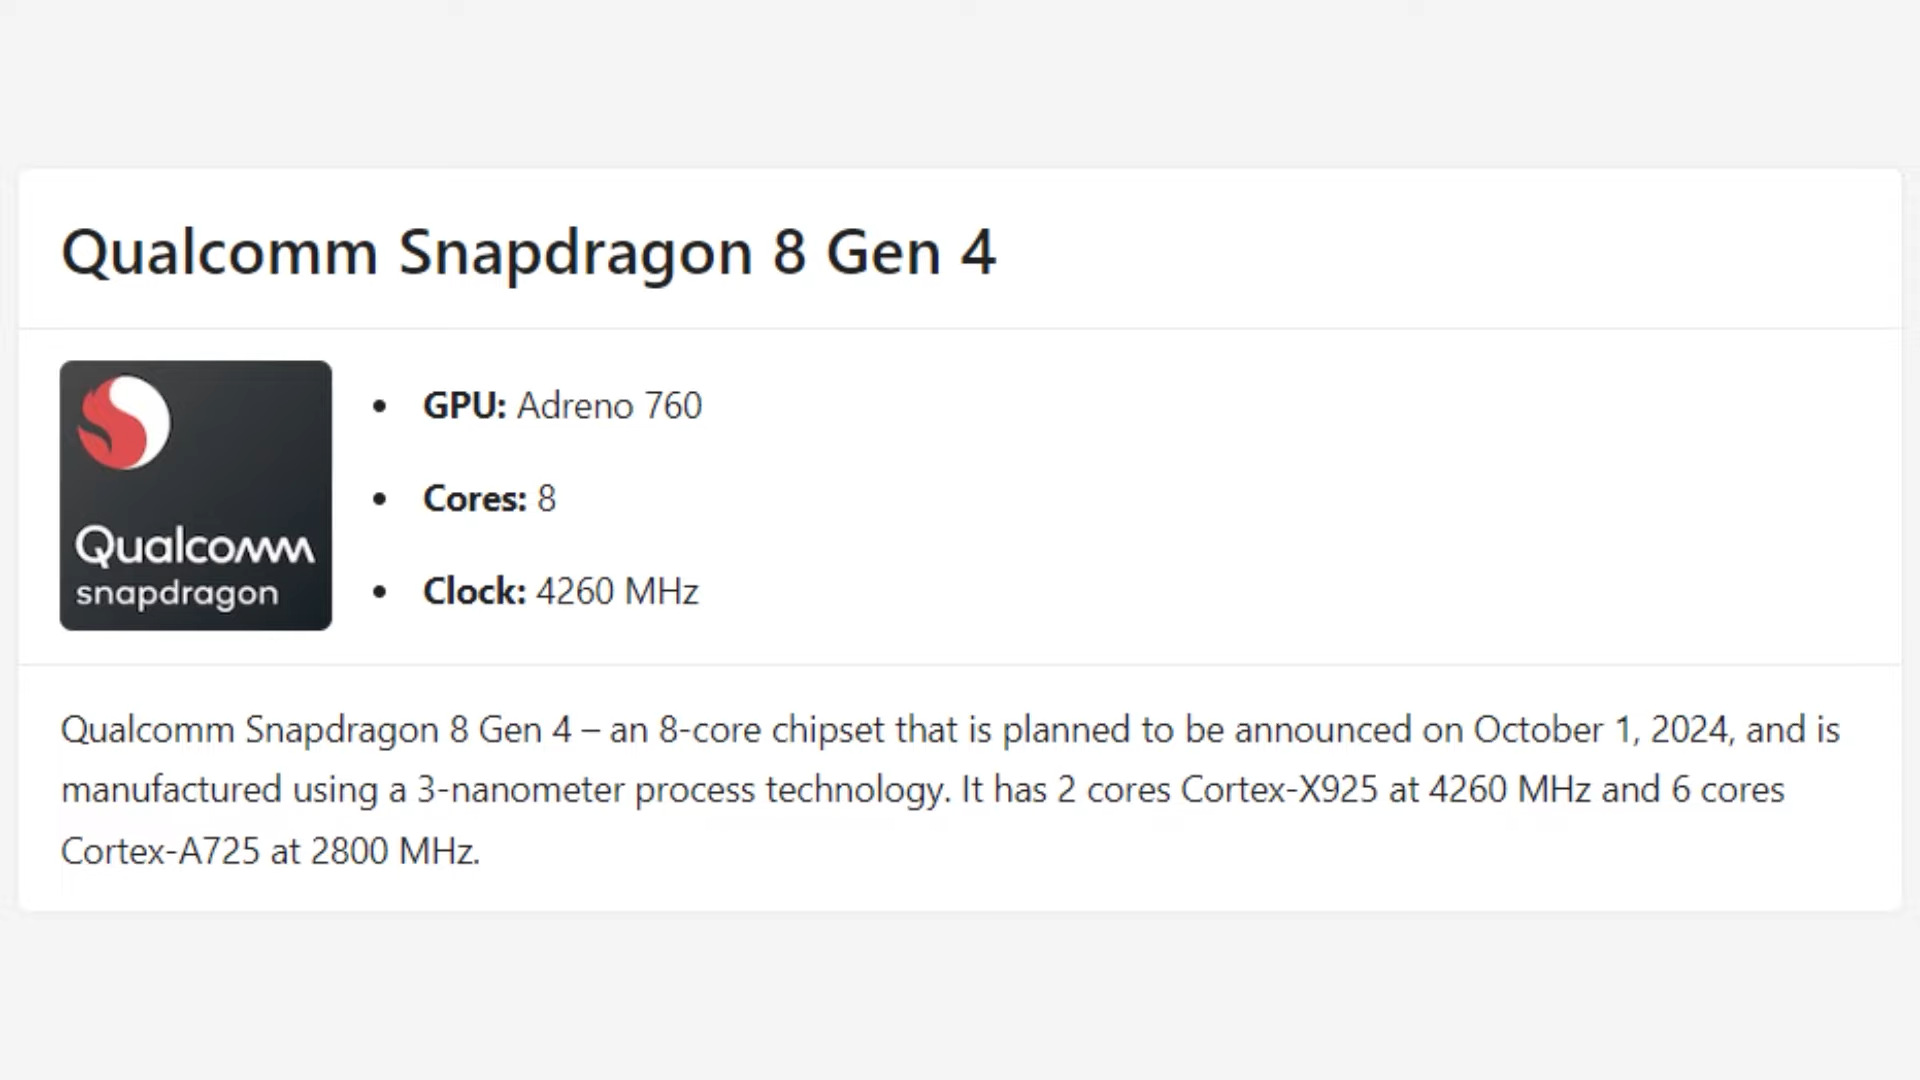 Qualcomm Snapdragon 8 Gen 4
Qualcomm
snapdragon
• GPU: Adreno 760
• Cores: 8
• Clock: 4260 MHz
Qualcomm Snapdragon 8 Gen 4 – an 8-core chipset that is planned to be announced on October 1, 2024, and is
manufactured using a 3-nanometer process technology. It has 2 cores Cortex-X925 at 4260 MHz and 6 cores
Cortex-A725 at 2800 MHz.